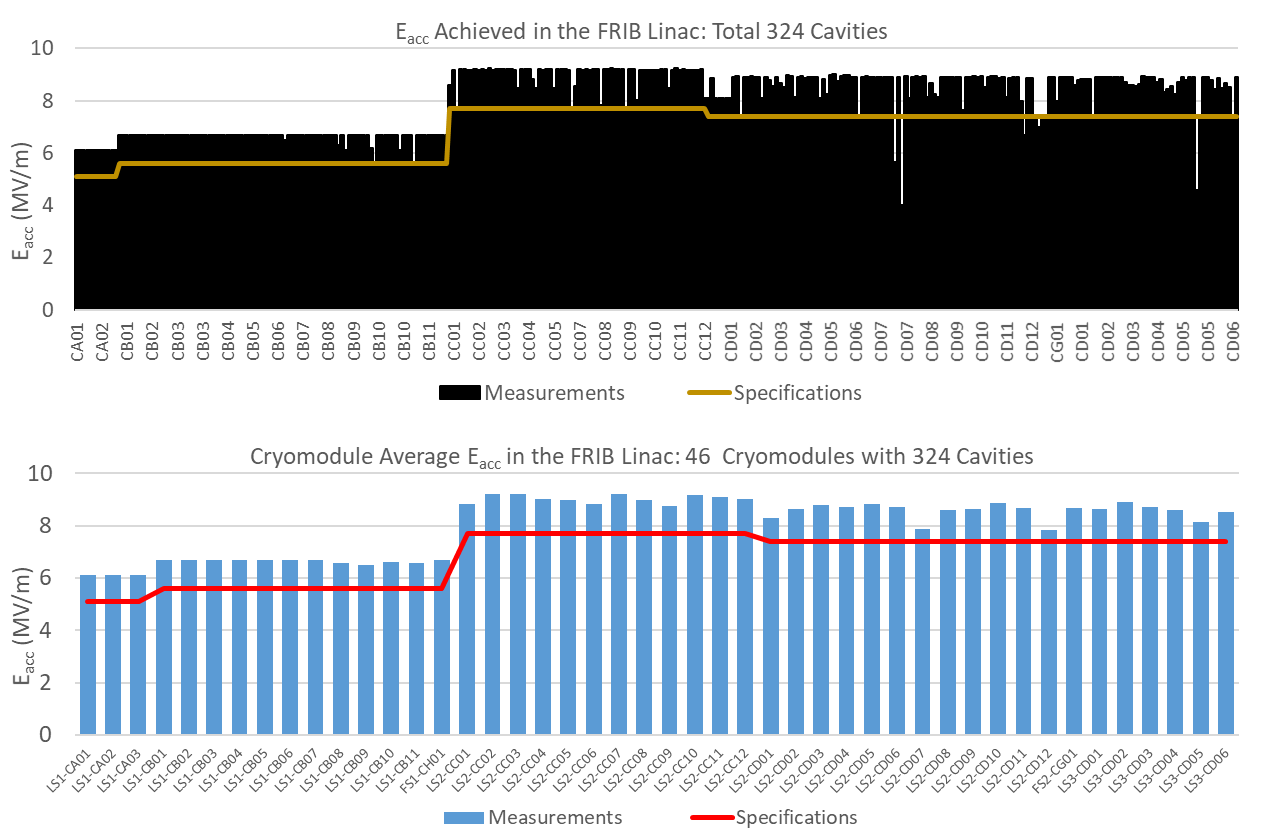 E_acc Achieved in the FRIB Linac: Total 324 Cavities
10
8
6
4
2
0
E_acc (MV/m)
CA01 CA02 CB01 CB02 CB03 CB03 CB04 CB05 CB06 CB07 CB08 CB09 CB10 CB10 CB11 CC01 CC02 CC03 CC04 CC05 CC07 CC08 CC09 CC10 CC11 CC12 CD01 CD02 CD03 CD04 CD05 CD06 CD07 CD07 CD08 CD09 CD10 CD11 CD12 CG01 CD01 CD02 CD03 CD04 CD05 CD05 CD06
Measurements Specifications
Cryomodule Average E_acc in the FRIB Linac: 46 Cryomodules with 324 Cavities
10
8
6
4
2
0
E_acc (MV/m)
LS1-CA01 LS1-CA02 LS1-CA03 LS1-CB01 LS1-CB02 LS1-CB03 LS1-CB04 LS1-CB05 LS1-CB06 LS1-CB07 LS1-CB08 LS1-CB09 LS1-CB10 LS1-CB11 FS1-CH01 LS2-CC01 LS2-CC02 LS2-CC03 LS2-CC04 LS2-CC05 LS2-CC06 LS2-CC07 LS2-CC08 LS2-CC09 LS2-CC10 LS2-CC11 LS2-CC12 LS2-CD01 LS2-CD02 LS2-CD03 LS2-CD04 LS2-CD05 LS2-CD06 LS2-CD07 LS2-CD08 LS2-CD09 LS2-CD10 LS2-CD11 LS2-CD12 FS2-CG01 LS3-CD01 LS3-CD02 LS3-CD03 LS3-CD04 LS3-CD05 LS3-CD06
Measurements Specifications